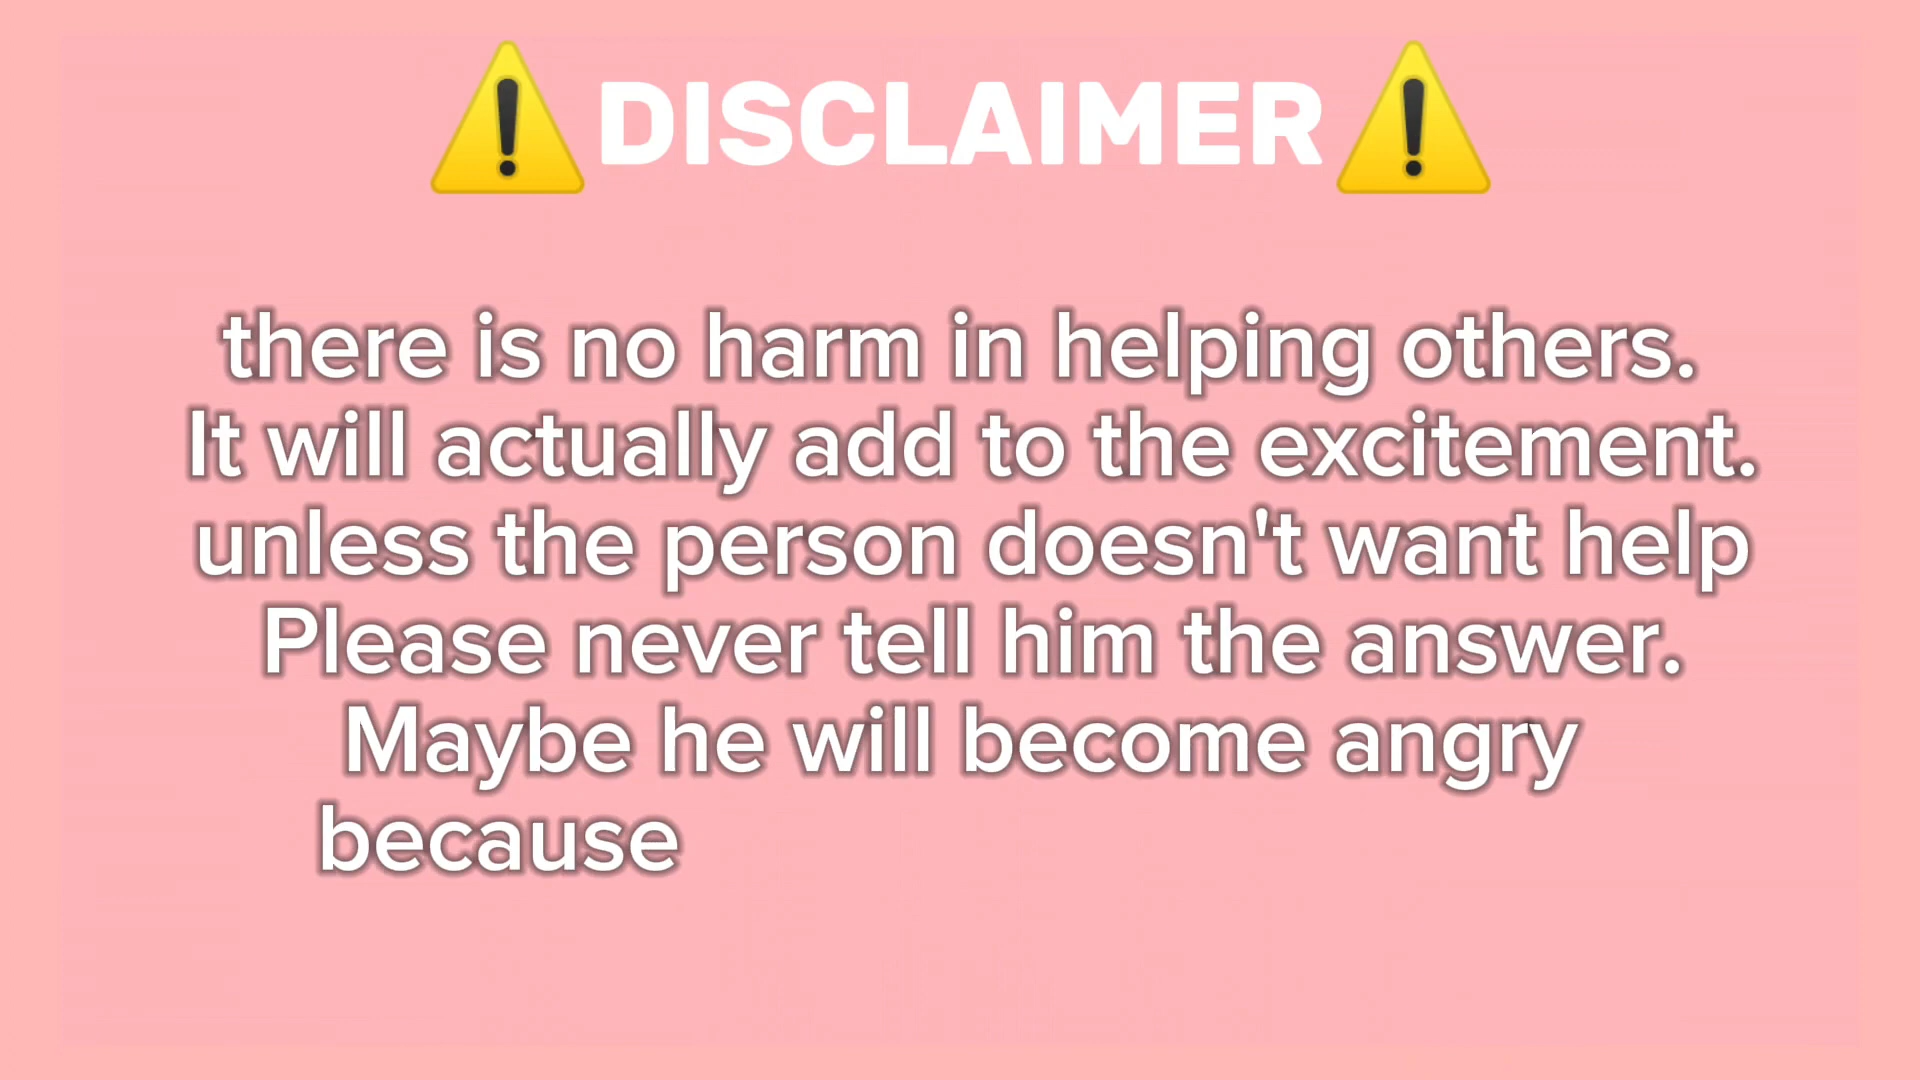 ⚠️DISCLAIMER⚠️
there is no harm in helping others.
It will actually add to the excitement.
unless the person doesn't want help
Please never tell him the answer.
Maybe he will become angry
because